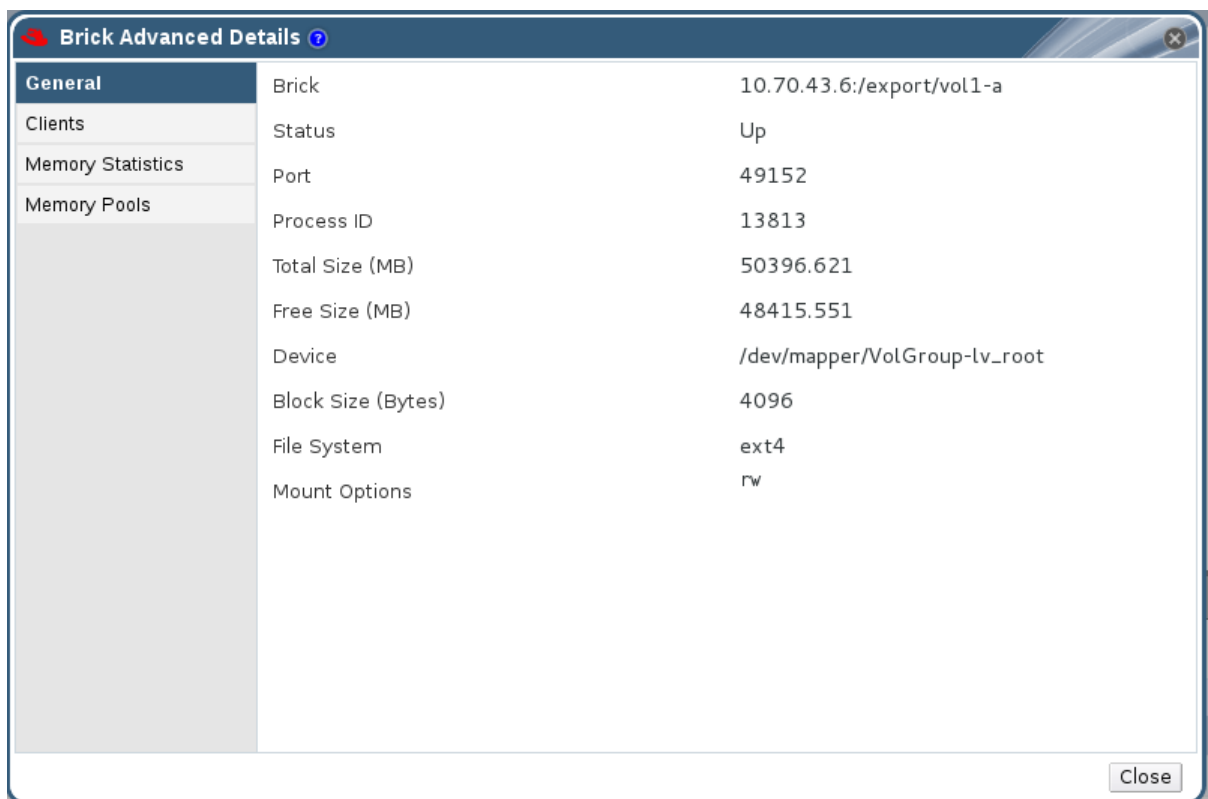 Brick Advanced Details ?
General
Clients
Memory Statistics
Memory Pools
Brick 10.70.43.6:/export/vol1-a
Status Up
Port 49152
Process ID 13813
Total Size (MB) 50396.621
Free Size (MB) 48415.551
Device /dev/mapper/VolGroup-lv_root
Block Size (Bytes) 4096
File System ext4
Mount Options rw
Close